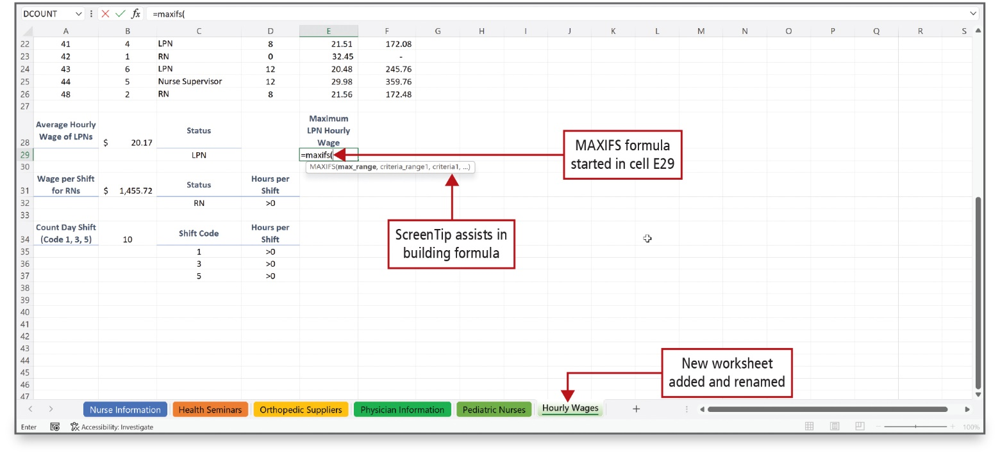 DCOUNT fx =maxifs(
A B C D E F G H I J K L M N O P Q R S
22 41 4 LPN 8 21.51 172.08
23 42 1 RN 0 32.45 -
24 43 6 LPN 12 20.48 245.76
25 44 5 Nurse Supervisor 12 29.98 359.76
26 48 2 RN 8 21.56 172.48
27
Average Hourly
Wage of LPNs
28 $ 20.17
Status
Maximum
LPN Hourly
Wage
29 LPN =maxifs(
MAXIFS(max_range, criteria_range1, criteria1, ...)
MAXIFS formula
started in cell E29
30
Wage per Shift
for RNs
31 $ 1,455.72
Status
Hours per
Shift
32 RN >0
33
ScreenTip assists in
building formula
Count Day Shift
(Code 1, 3, 5)
34 10
Shift Code
Hours per
Shift
35 1 >0
36 3 >0
37 5 >0
38
39
40
41
42
43
44
45
46
47
New worksheet
added and renamed
Nurse Information Health Seminars Orthopedic Suppliers Physician Information Pediatric Nurses Hourly Wages +
Enter Accessibility: Investigate 100%